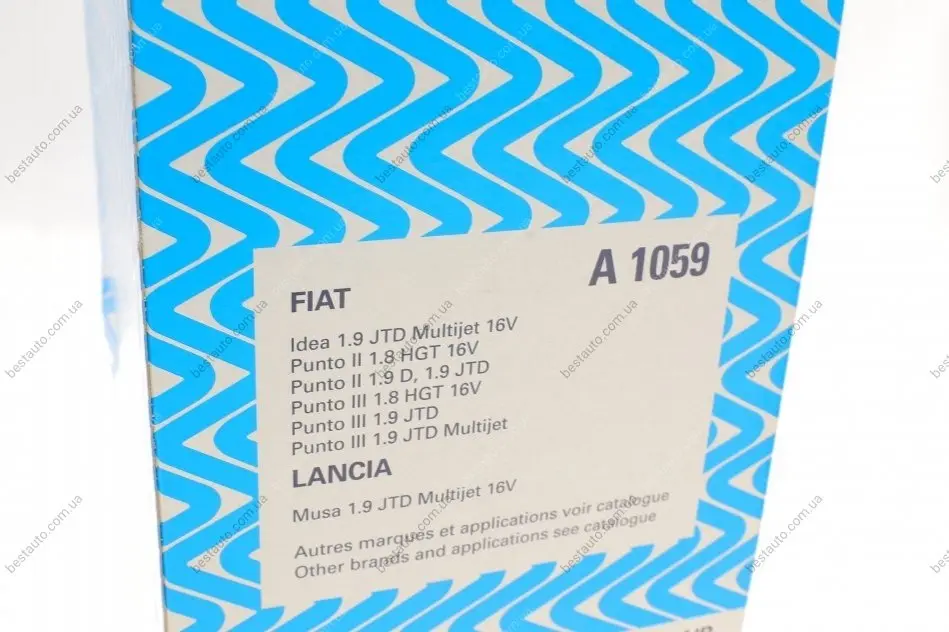 A 1059
FIAT
Idea 1.9 JTD Multijet 16V
Punto II 1.8 HGT 16V
Punto II 1.9 D, 1.9 JTD
Punto III 1.8 HGT 16V
Punto III 1.9 JTD
Punto III 1.9 JTD Multijet
LANCIA
Musa 1.9 JTD Multijet 16V
Autres marques et applications voir catalogue
Other brands and applications see catalogue
bestauto.com.ua